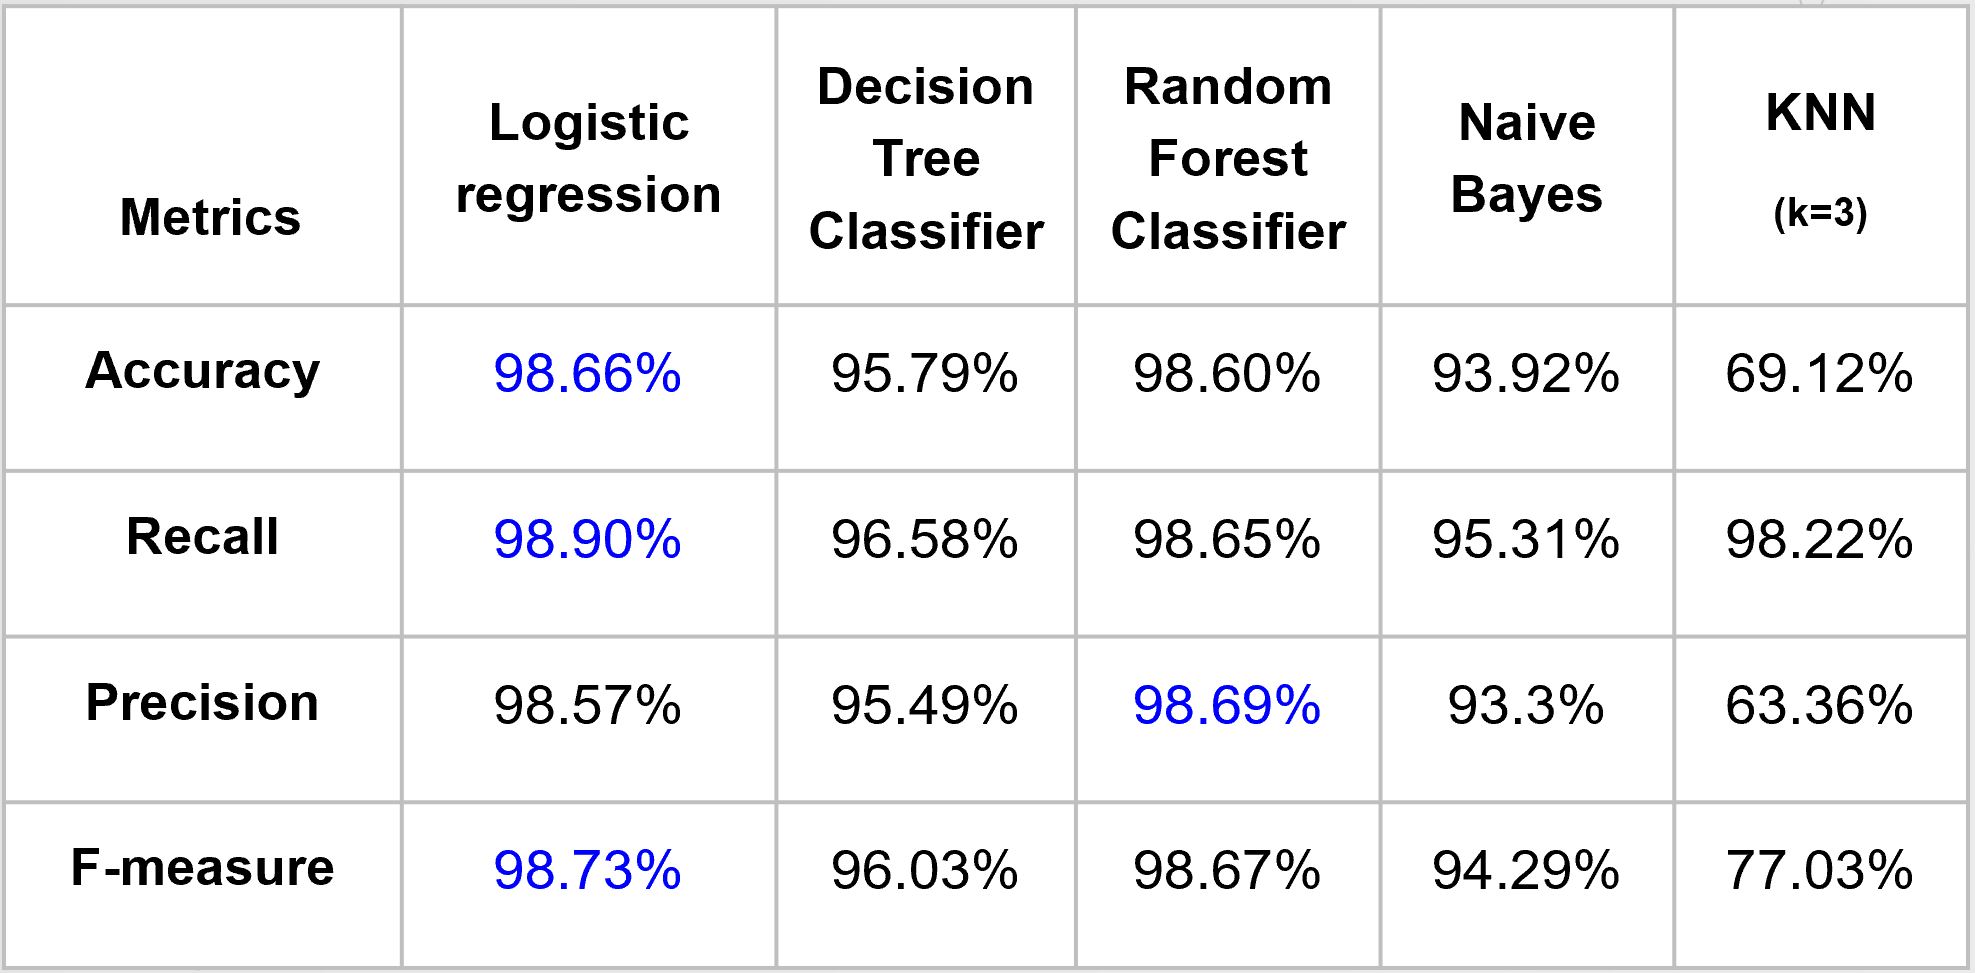 Metrics
Logistic
regression
Decision
Tree
Classifier
Random
Forest
Classifier
Naive
Bayes
KNN
(k=3)
Accuracy 98.66% 95.79% 98.60% 93.92% 69.12%
Recall 98.90% 96.58% 98.65% 95.31% 98.22%
Precision 98.57% 95.49% 98.69% 93.3% 63.36%
F-measure 98.73% 96.03% 98.67% 94.29% 77.03%